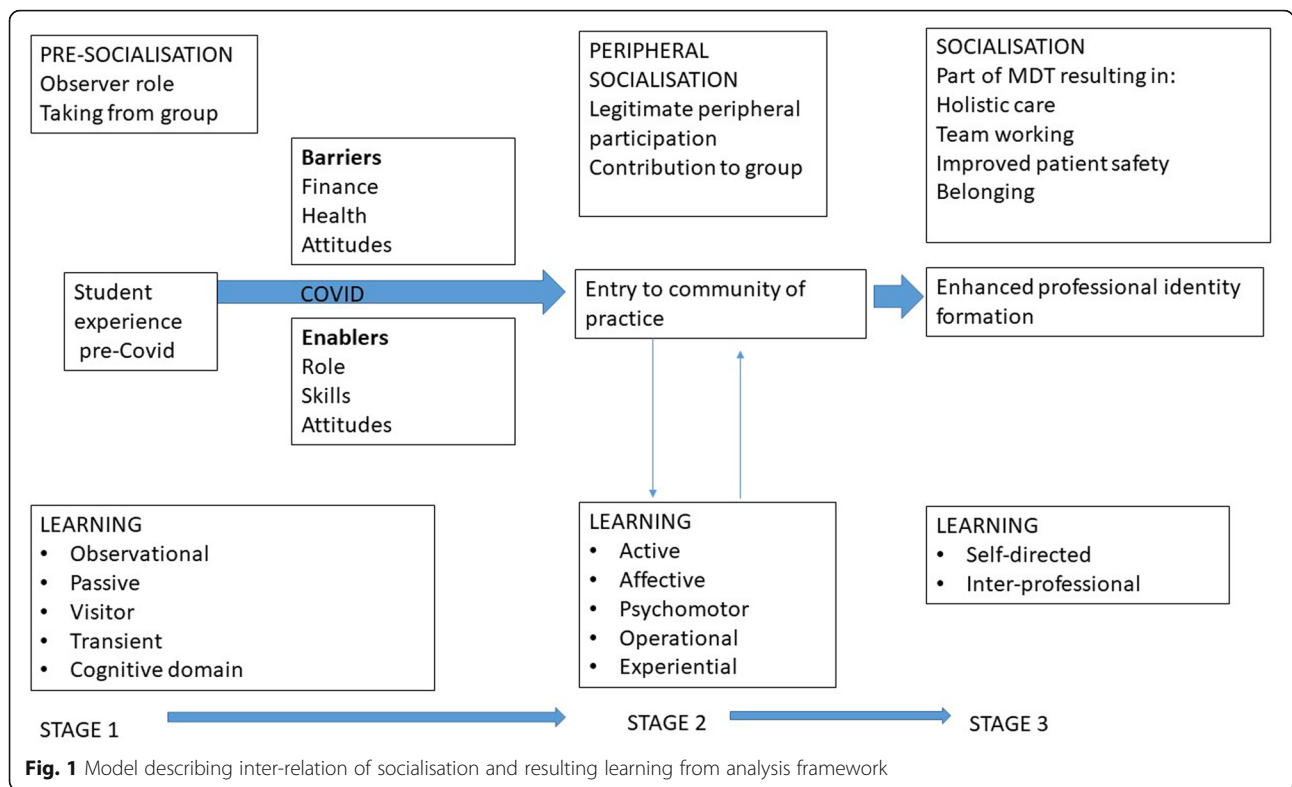 PRE-SOCIALISATION
Observer role
Taking from group
PERIPHERAL
SOCIALISATION
Legitimate peripheral
participation
Contribution to group
SOCIALISATION
Part of MDT resulting in:
Holistic care
Team working
Improved patient safety
Belonging
Barriers
Finance
Health
Attitudes
Student
experience
pre-Covid
COVID
Entry to community of
practice
Enhanced professional identity
formation
Enablers
Role
Skills
Attitudes
LEARNING
• Observational
• Passive
• Visitor
• Transient
• Cognitive domain
LEARNING
• Active
• Affective
• Psychomotor
• Operational
• Experiential
LEARNING
• Self-directed
• Inter-professional
STAGE 1
STAGE 2
STAGE 3
Fig. 1 Model describing inter-relation of socialisation and resulting learning from analysis framework